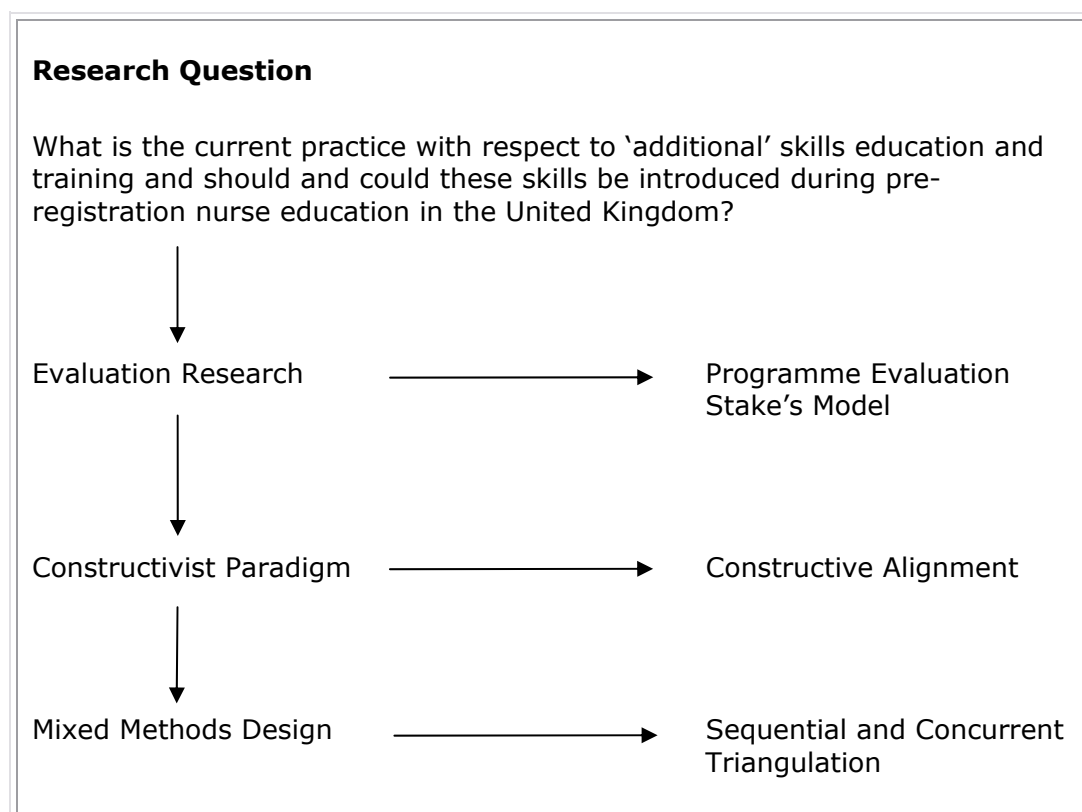 Research Question
What is the current practice with respect to ‘additional’ skills education and
training and should and could these skills be introduced during pre-
registration nurse education in the United Kingdom?
Evaluation Research
Programme Evaluation
Stake’s Model
Constructivist Paradigm
Constructive Alignment
Mixed Methods Design
Sequential and Concurrent
Triangulation